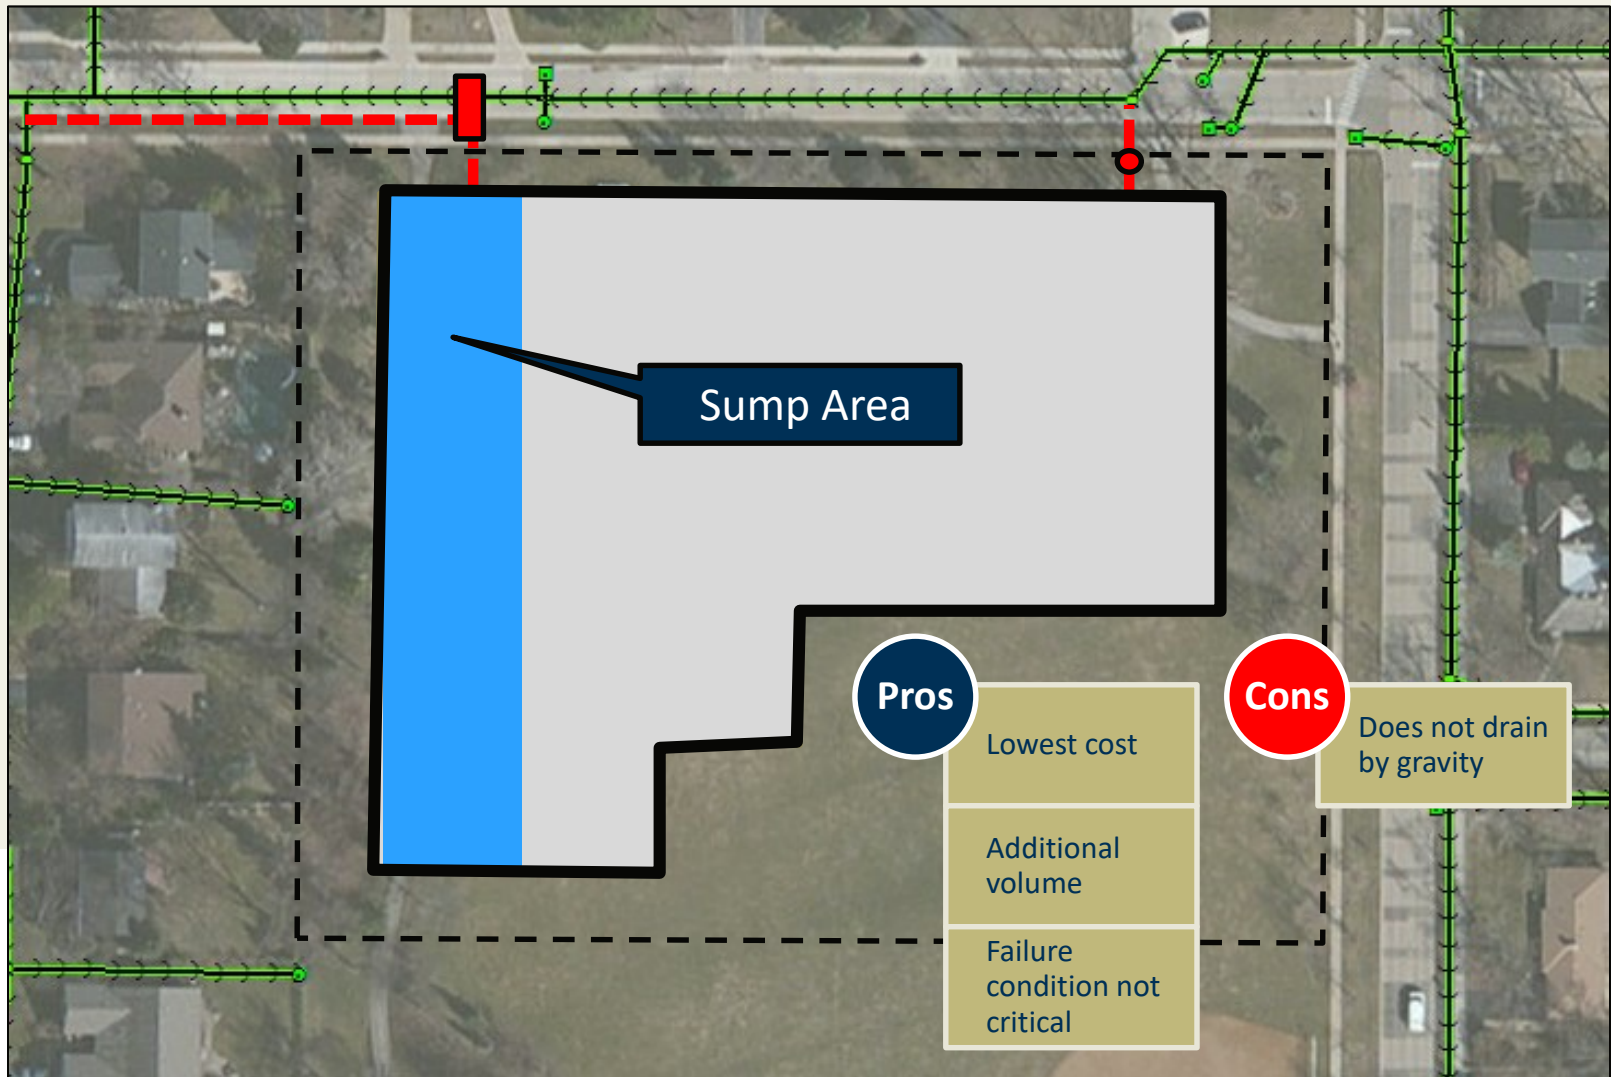 Sump Area
Pros
Lowest cost
Additional
volume
Failure
condition not
critical
Cons
Does not drain
by gravity